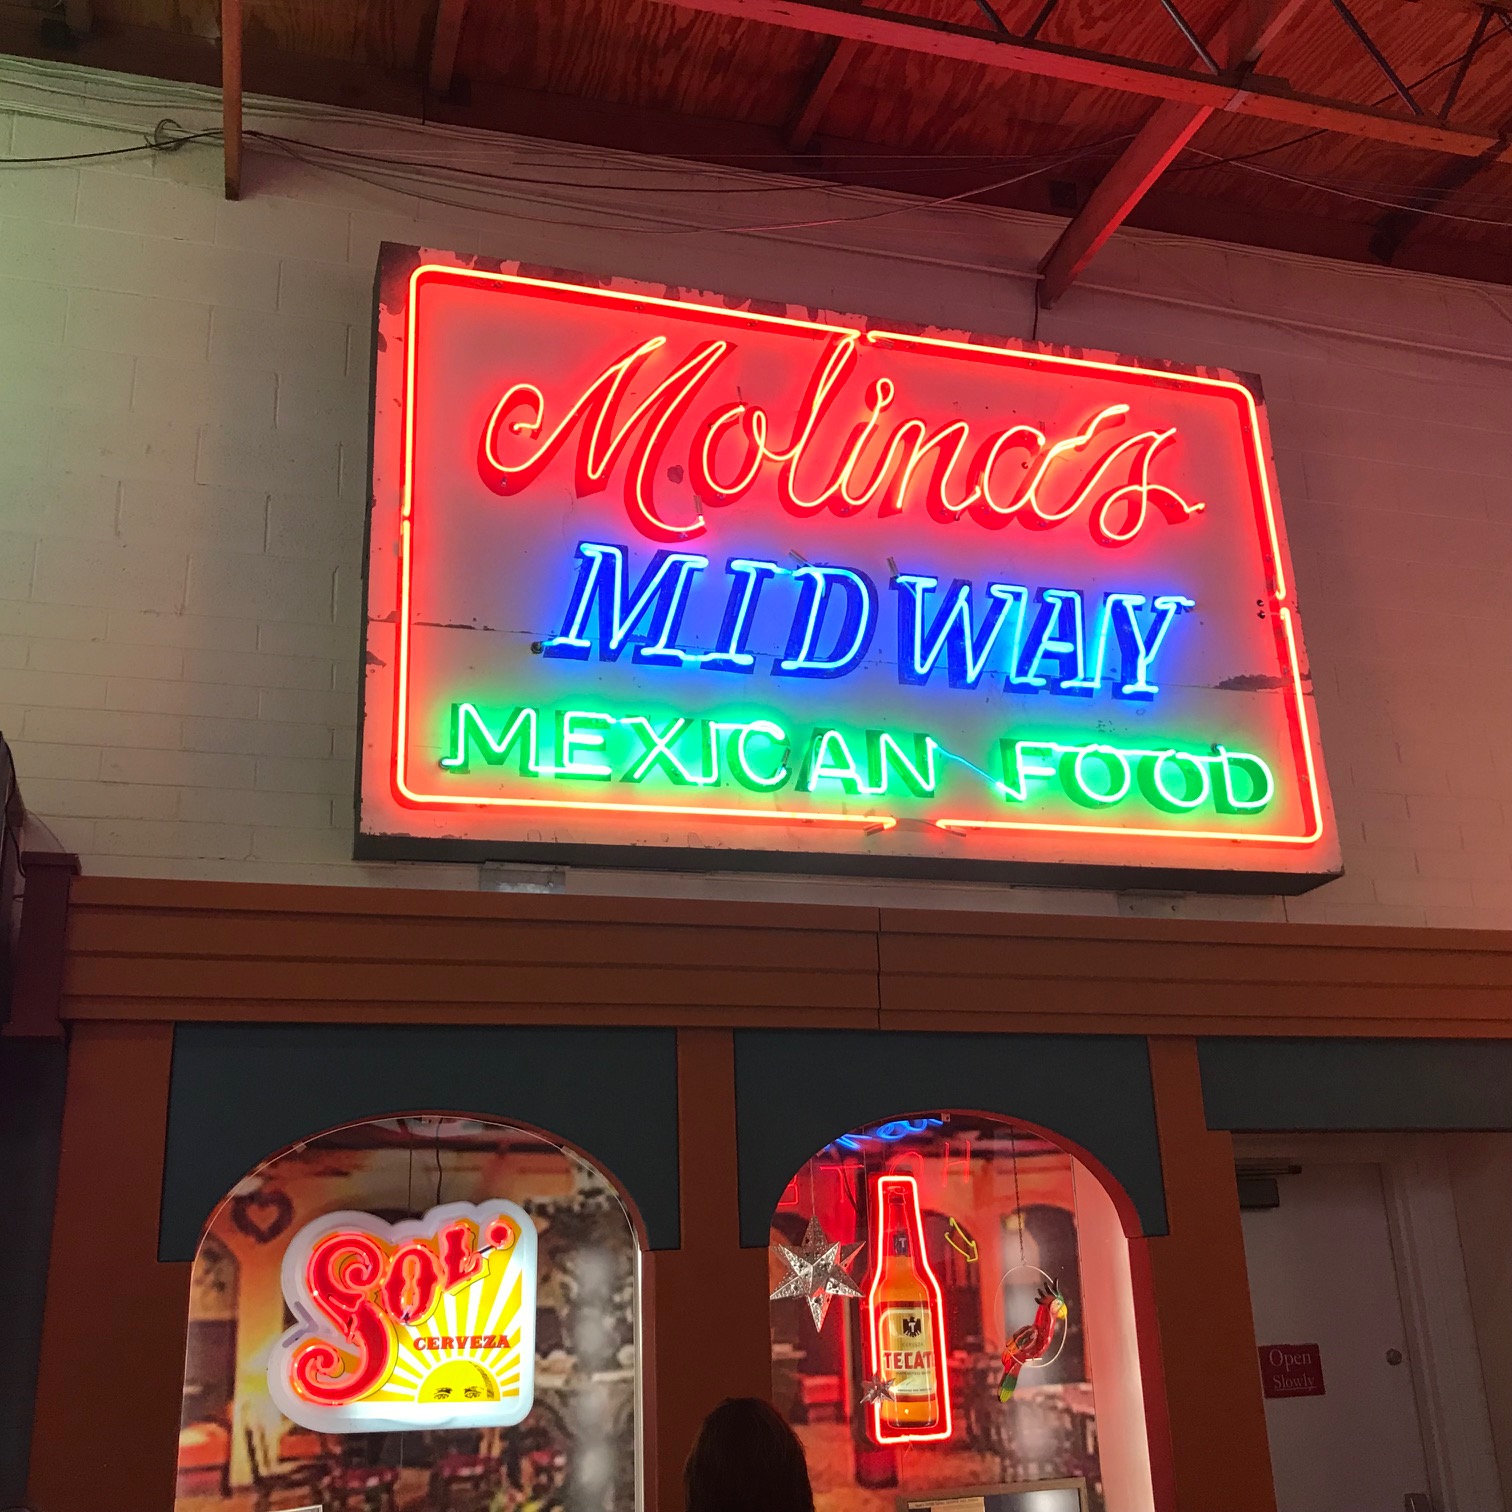 Molina's
MIDWAY
MEXICAN FOOD
SOL
CERVEZA
T
TECATE
Open
Slowly